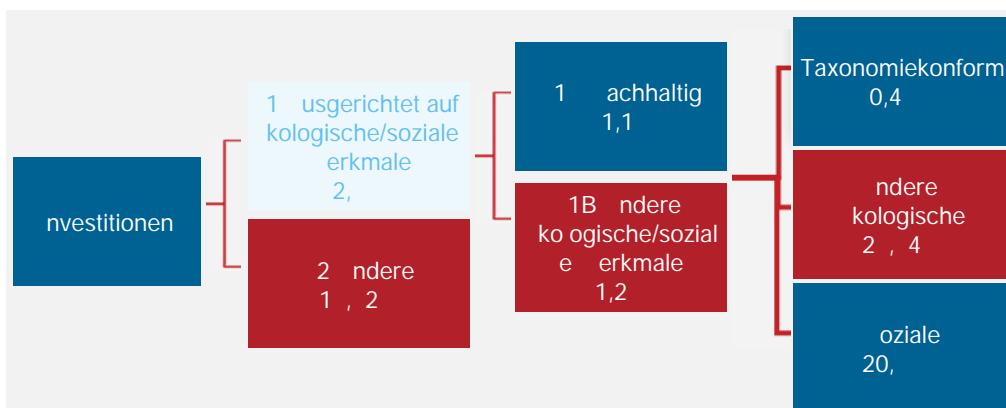 nvestitionen
1 usgerichtet auf
kologische/soziale
erkmale
2,
2 ndere
1 , 2
1 achhaltig
1,1
1B ndere
ko ogische/sozial
e erkmale
1,2
Taxonomiekonform
0,4
ndere
kologische
2 , 4
oziale
20,